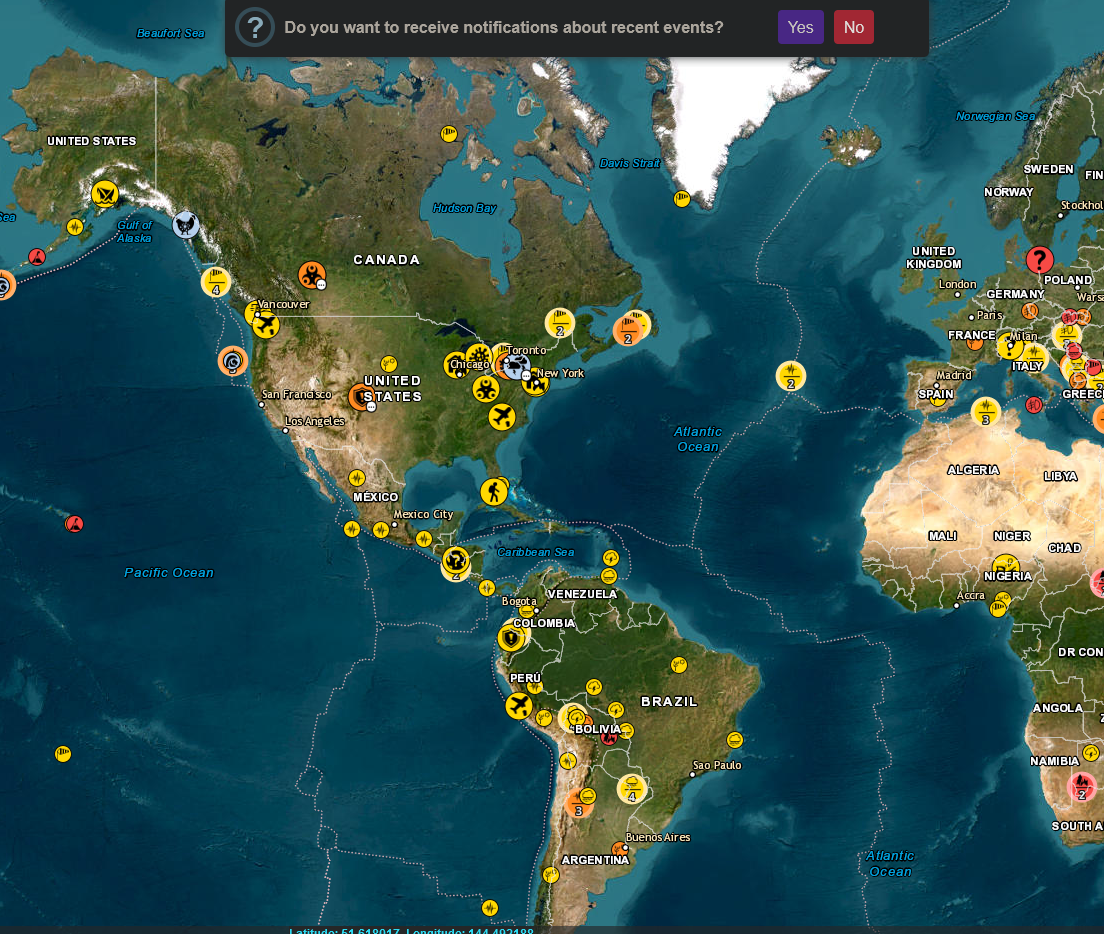 Do you want to receive notifications about recent events?
Yes
No
Beaufort Sea
Norwegian Sea
UNITED STATES
Davis Strait
SWEDEN
NORWAY
Stockhol
Hudson Bay
Gulf of
Alaska
CANADA
UNITED
KINGDOM
POLAND
London
GERMANY
Warsa
4
Vancouver
Paris
2
2
FRANCE
Milan
Toronto
Chicago
New York
ITALY
UNITED
STATES
2
Madrid
SPAIN
GREECE
San Francisco
Los Angeles
3
Atlantic
Ocean
ALGERIA
LIBYA
MÉXICO
Mexico City
MALI
NIGER
CHAD
Caribbean Sea
Pacific Ocean
2
NIGERIA
VENEZUELA
Bogota
Accra
COLOMBIA
DR CON
PERÚ
BRAZIL
ANGOLA
BOLIVIA
NAMIBIA
Sao Paulo
4
2
3
SOUTH A
Buenos Aires
ARGENTINA
Atlantic
Ocean
Latitude: 51.618017, Longitude: 144.492188